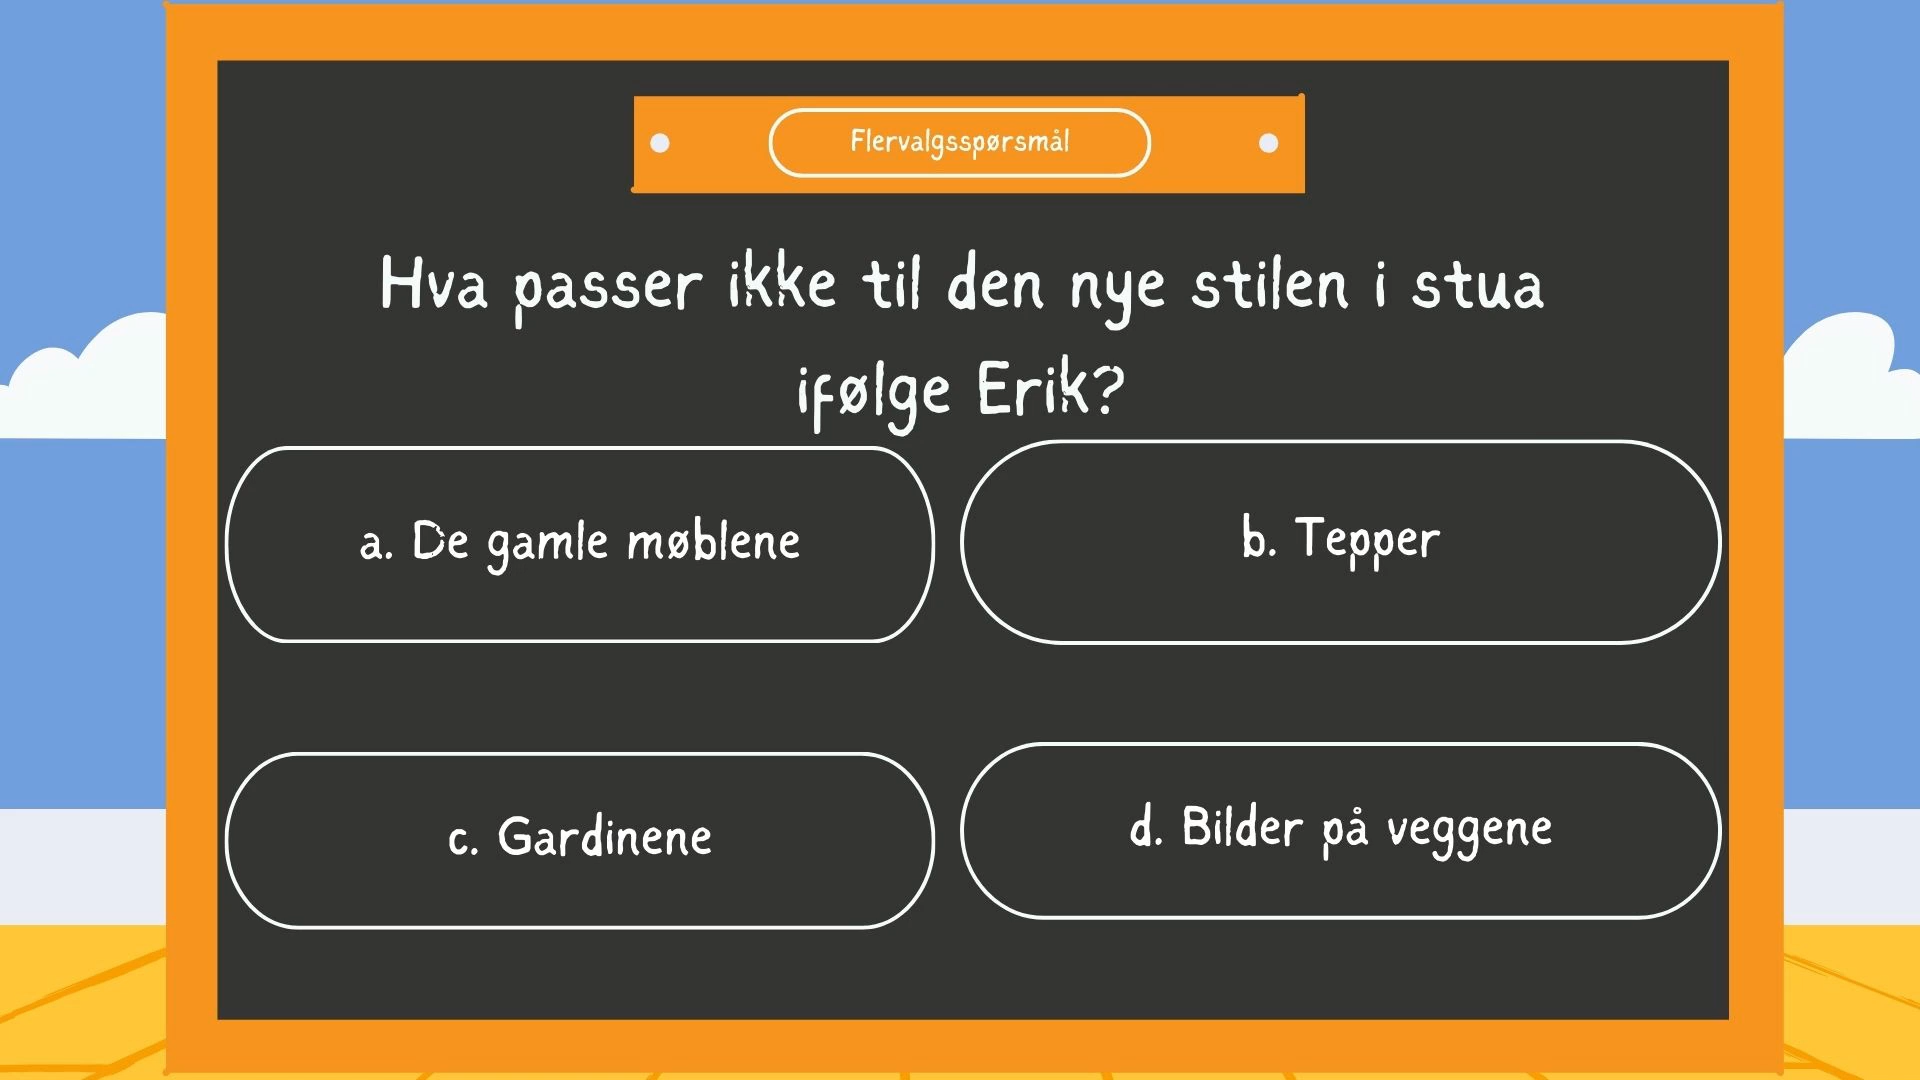 Flervalgsspørsmål
Hva passer ikke til den nye stilen i stua
ifølge Erik?
a. De gamle møblene
b. Tepper
c. Gardinene
d. Bilder på veggene